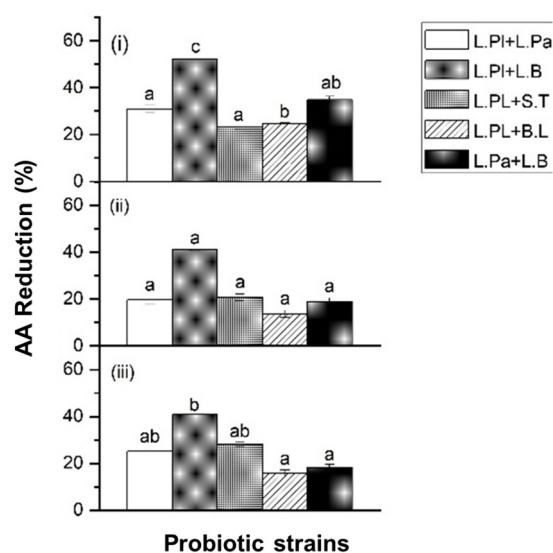 60
(i)
c
a
a
b
ab
40
20
0
L.Pl+L.Pa
L.Pl+L.B
L.PL+S.T
L.PL+B.L
L.Pa+L.B
60
(ii)
a
a
a
a
a
40
20
0
60
(iii)
ab
b
ab
a
a
40
20
0
AA Reduction (%)
Probiotic strains